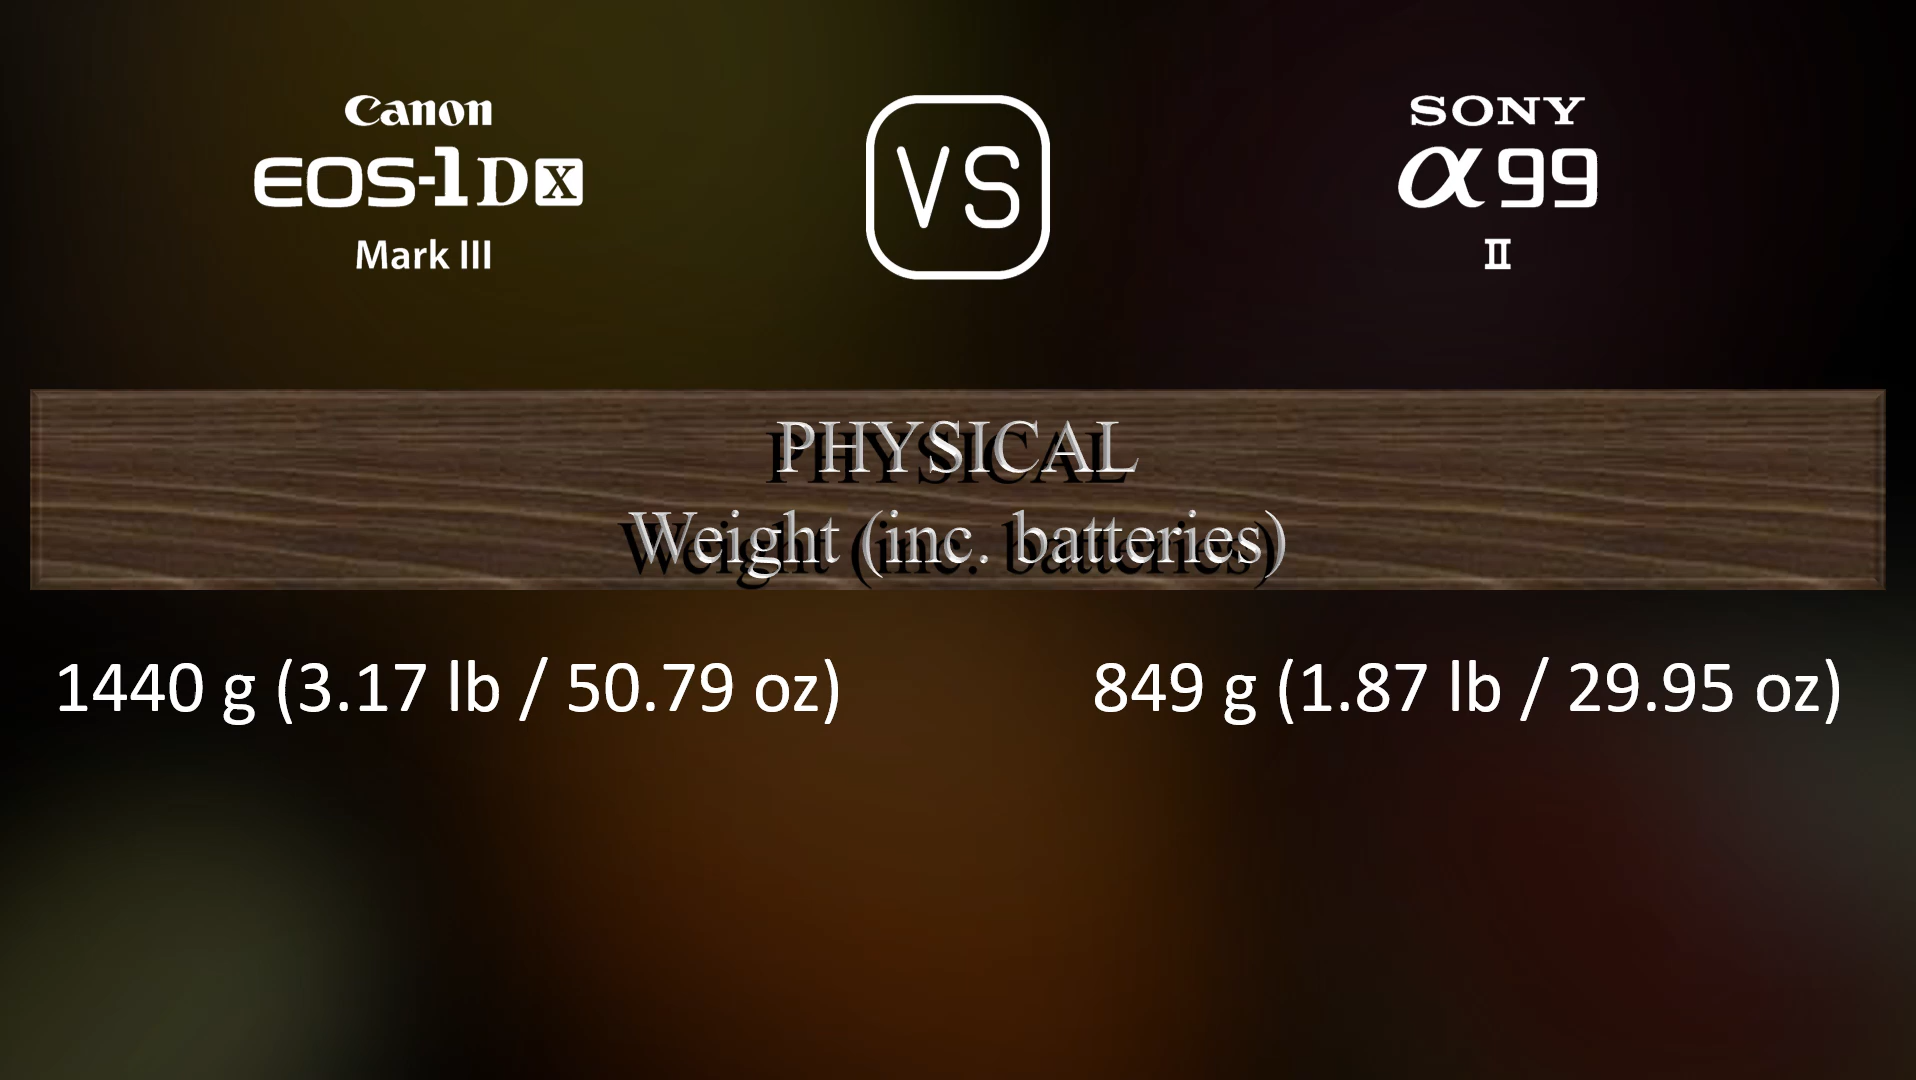 Canon
EOS-1DX
Mark III
VS
SONY
α99
II
PHYSICAL
Weight (inc. batteries)
1440 g (3.17 lb / 50.79 oz)
849 g (1.87 lb / 29.95 oz)